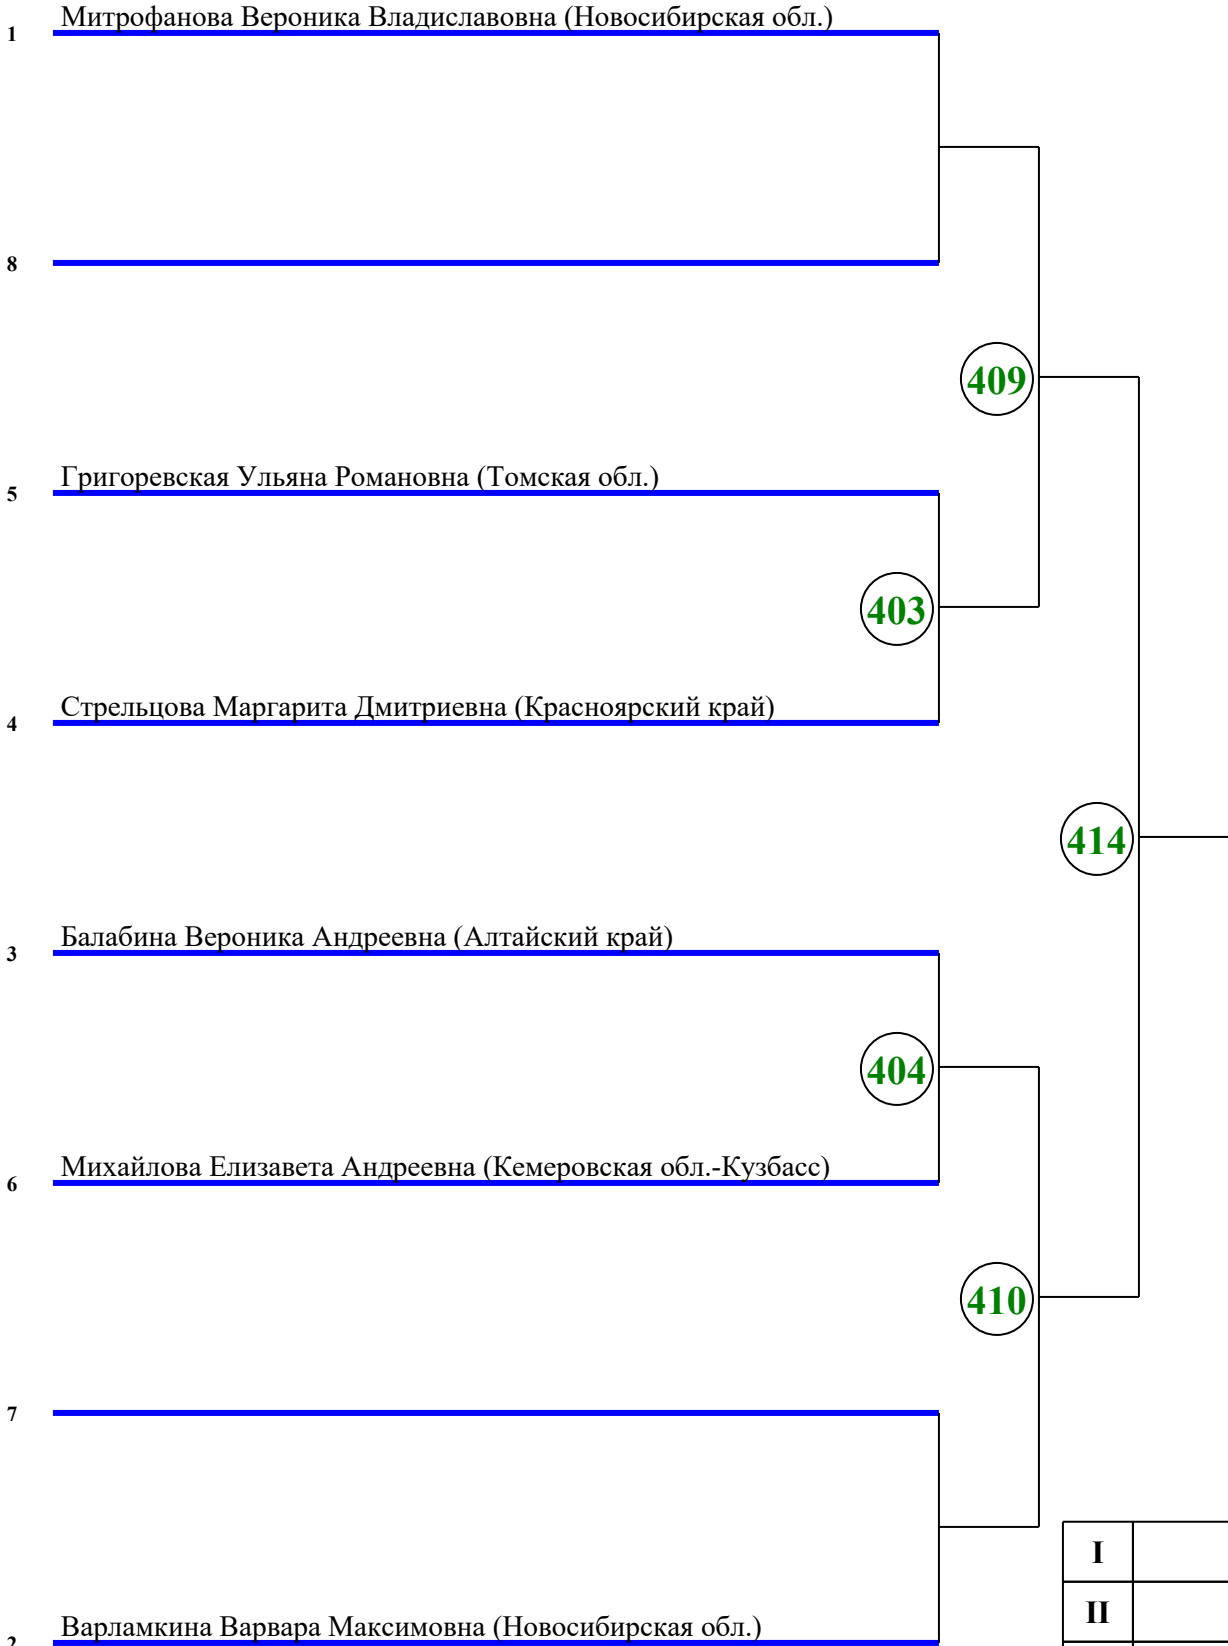 Митрофанова Вероника Владиславовна (Новосибирская обл.)
1
8
409
Григоревская Ульяна Романовна (Томская обл.)
5
403
Стрельцова Маргарита Дмитриевна (Красноярский край)
4
414
Балабина Вероника Андреевна (Алтайский край)
3
404
Михайлова Елизавета Андреевна (Кемеровская обл.-Кузбасс)
6
410
7
I
II
Варламкина Варвара Максимовна (Новосибирская обл.)
2